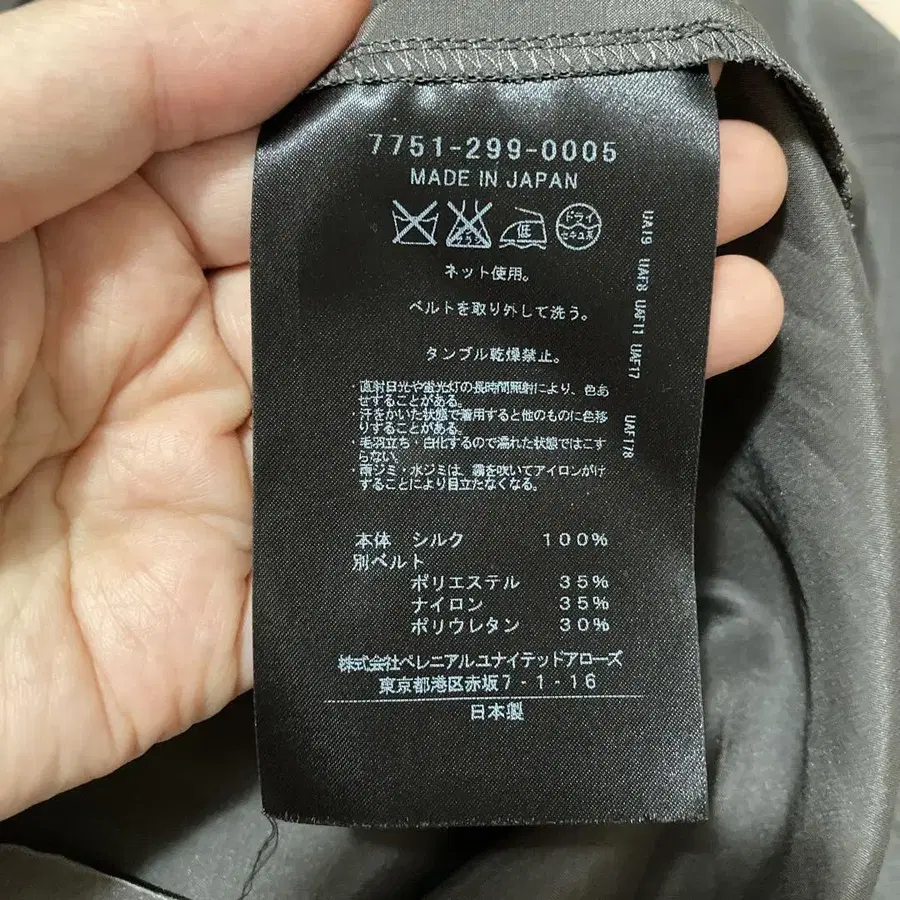 7751-299-0005
MADE IN JAPAN
エンソ
低
ドライ
セキユ系
ネット使用。
ベルトを取り外して洗う。
タンブル乾燥禁止。
・直射日光や蛍光灯の長時間照射により、色あ
せすることがある。
・汗をかいた状態で着用すると他のものに色移
りすることがある。
・毛羽立ち・白化するので濡れた状態ではこす
らない。
・雨ジミ・水ジミは、霧を吹いてアイロンがけ
することにより目立たなくなる。
本体 シルク 100%
別ベルト
ポリエステル 35%
ナイロン 35%
ポリウレタン 30%
株式会社ペレニアルユナイテッドアローズ
東京都港区赤坂7-1-16
日本製
UA19 UAF8 UAF11 UAF17
UAF178